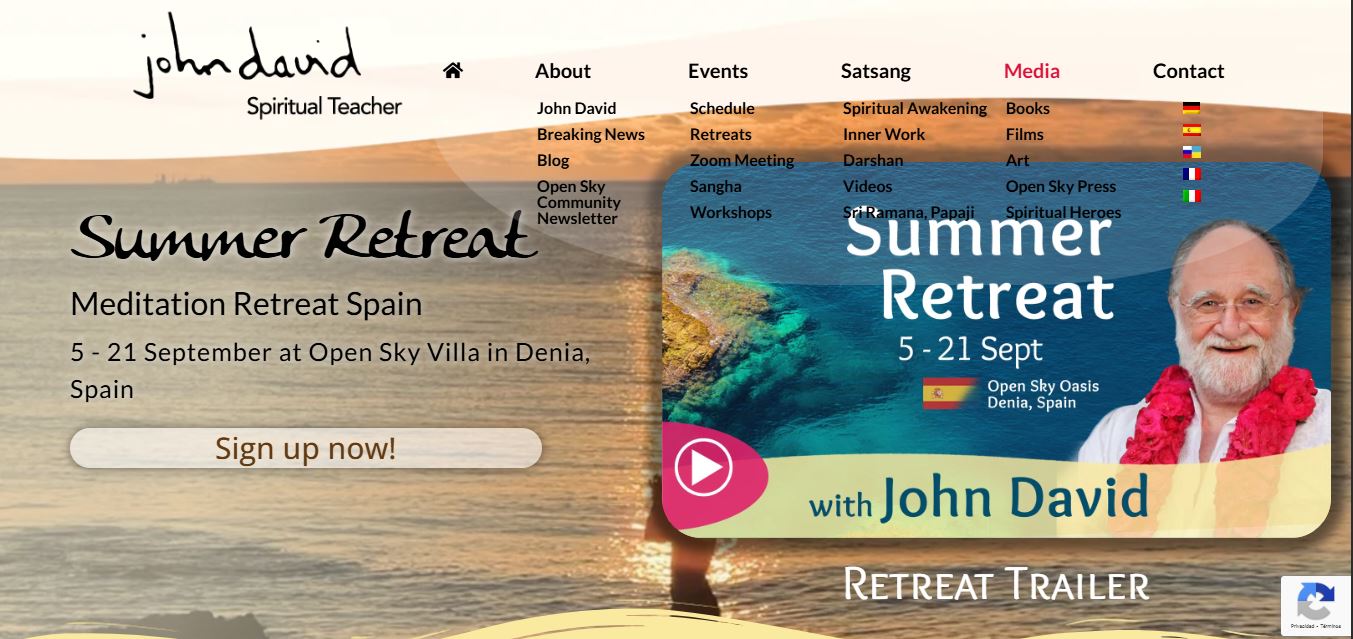 john david
Spiritual Teacher
About
Events
Satsang
Media
Contact
John David
Breaking News
Blog
Open Sky
Community
Newsletter
Schedule
Retreats
Zoom Meeting
Sangha
Workshops
Spiritual Awakening
Inner Work
Darshan
Videos
Sri Ramana, Papaji
Books
Films
Art
Open Sky Press
Spiritual Heroes
Summer Retreat
Meditation Retreat Spain
5 - 21 September at Open Sky Villa in Denia,
Spain
Sign up now!
Summer
Retreat
5 - 21 Sept
Open Sky Oasis
Denia, Spain
with John David
Retreat Trailer
Privacidad - Términos